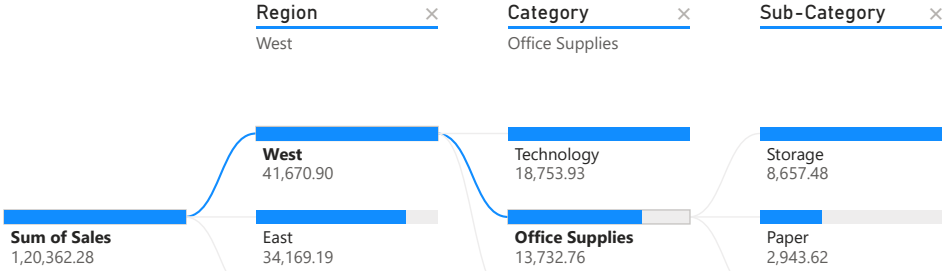 Region × Category × Sub-Category ×
West Office Supplies
West Technology Storage
41,670.90 18,753.93 8,657.48
Sum of Sales East Office Supplies Paper
1,20,362.28 34,169.19 13,732.76 2,943.62